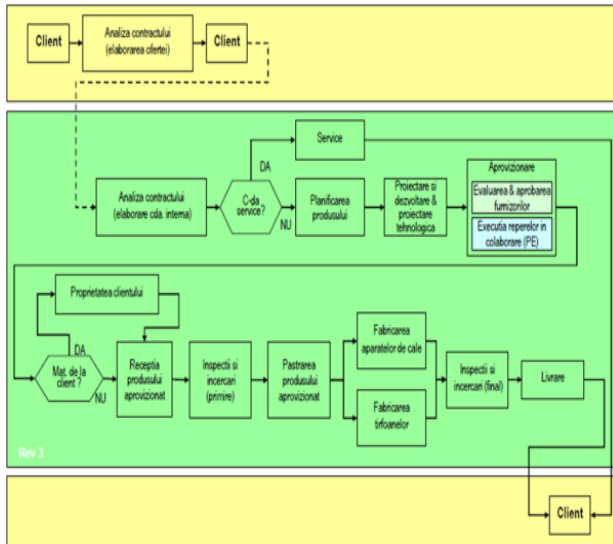 Client
Analiza contractului
(elaborarea ofertei)
Client
Service
DA
Analiza contractului
(elaborare cda. interna)
C-da
service?
NU
Planificarea
produsului
Proiectare si
dezvoltare &
proiectare
tehnologica
Aprovizionare
Evaluarea & aprobarea
furnizorilor
Executia reperelor in
colaborare (PE)
Proprietatea clientului
DA
Mat. de la
client ?
NU
Receptia
produsului
aprovizionat
Inspectii si
incercari
(primire)
Pastrarea
produsului
aprovizionat
Fabricarea
aparatelor de cale
Fabricarea
tirfoanelor
Inspectii si
incercari (final)
Livrare
Rev 3
Client